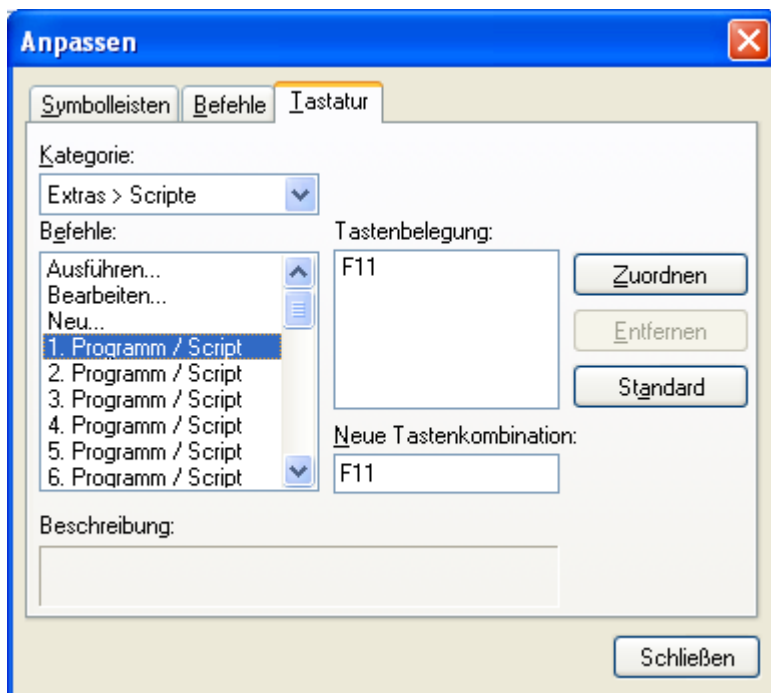 Anpassen
Symbolleisten
Befehle
Tastatur
Kategorie:
Extras > Scripte
Befehle:
Ausführen...
Bearbeiten...
Neu...
1. Programm / Script
2. Programm / Script
3. Programm / Script
4. Programm / Script
5. Programm / Script
6. Programm / Script
Tastenbelegung:
F11
Zuordnen
Entfernen
Standard
Neue Tastenkombination:
F11
Beschreibung:
Schließen